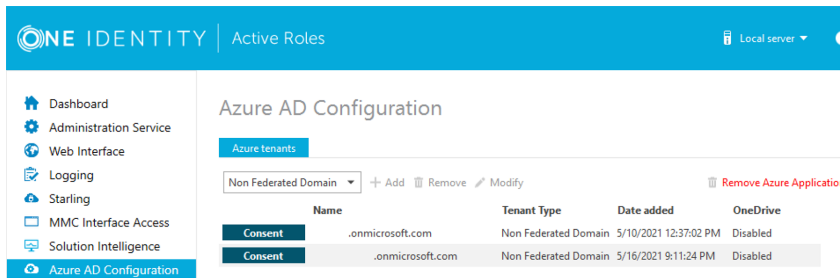 ONE IDENTITY Active Roles Local server
Dashboard
Administration Service
Web Interface
Logging
Starling
MMC Interface Access
Solution Intelligence
Azure AD Configuration
Azure AD Configuration
Azure tenants
Non Federated Domain Add Remove Modify Remove Azure Applicatio
Name Tenant Type Date added OneDrive
Consent .onmicrosoft.com Non Federated Domain 5/10/2021 12:37:02 PM Disabled
Consent .onmicrosoft.com Non Federated Domain 5/16/2021 9:11:24 PM Disabled